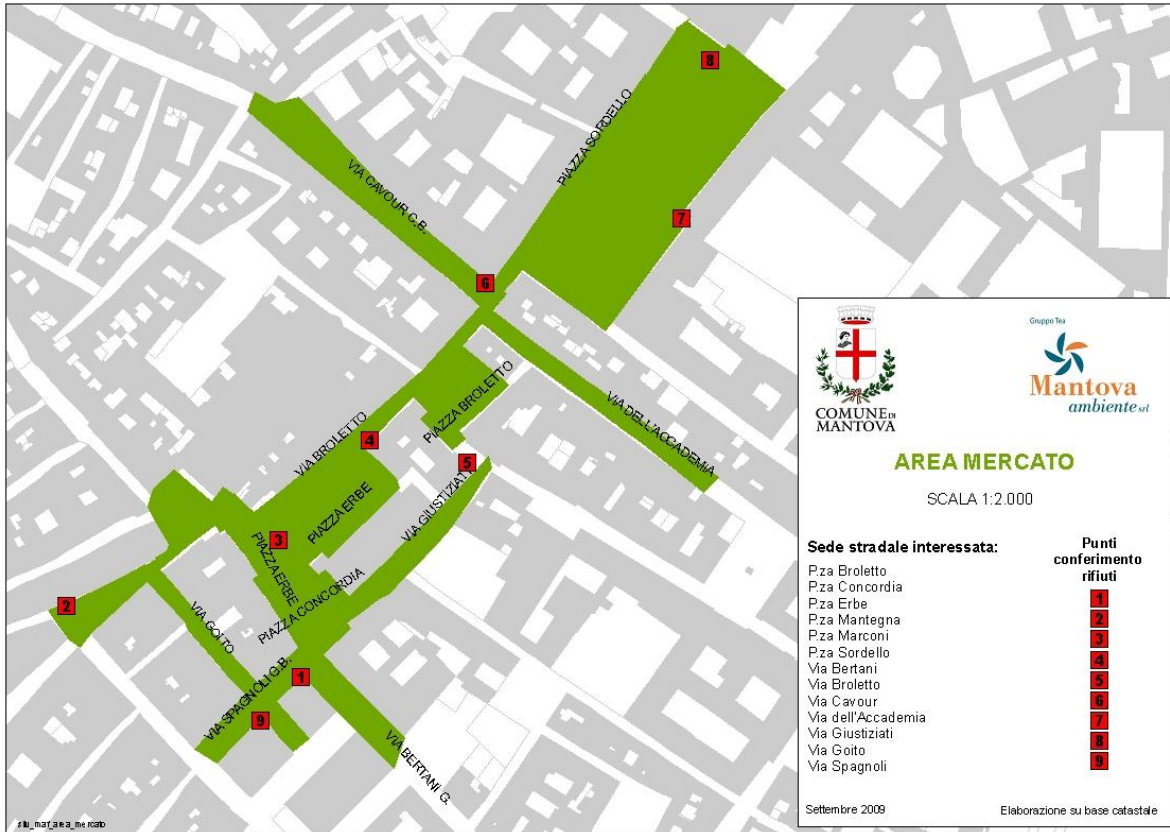 8
PIAZZA SORDELLO
VIA CAVOUR C.B.
7
6
VIA DELL'ACCADEMIA
PIAZZA BROLETTO
VIA BROLETTO
4
5
VIA GIUSTIZIATI
PIAZZA ERBE
3
PIAZZA ERBE
PIAZZA CONCORDIA
2
VIA GOITO
VIA SPAGNOLI G.B.
1
9
VIA BERTANI G.
COMUNE DI
MANTOVA
Gruppo Tea
Mantova
ambiente srl
AREA MERCATO
SCALA 1:2.000
Sede stradale interessata:
P.za Broletto
P.za Concordia
P.za Erbe
P.za Mantegna
P.za Marconi
P.za Sordello
Via Bertani
Via Broletto
Via Cavour
Via dell'Accademia
Via Giustiziati
Via Goito
Via Spagnoli
Punti
conferimento
rifiuti
1
2
3
4
5
6
7
8
9
Settembre 2009
Elaborazione su base catastale